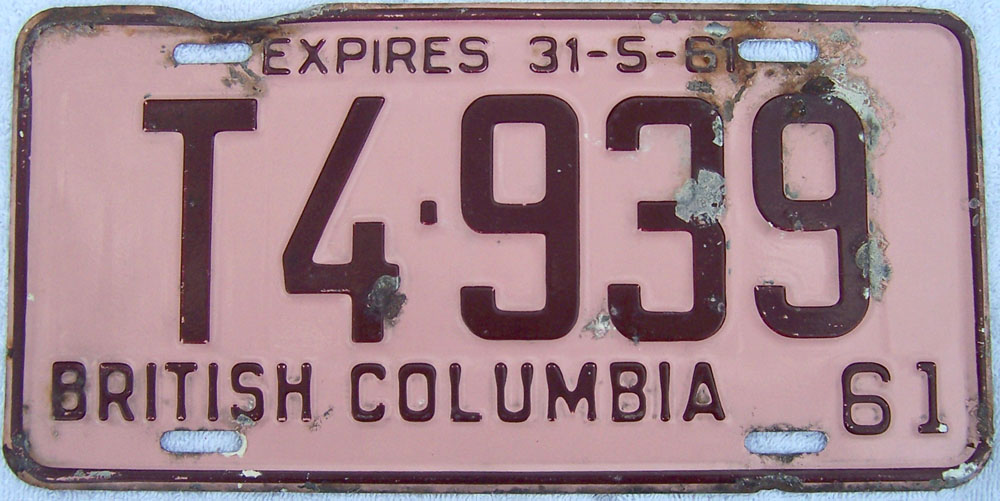 EXPIRES 31-5-61
T4·939
BRITISH COLUMBIA 61